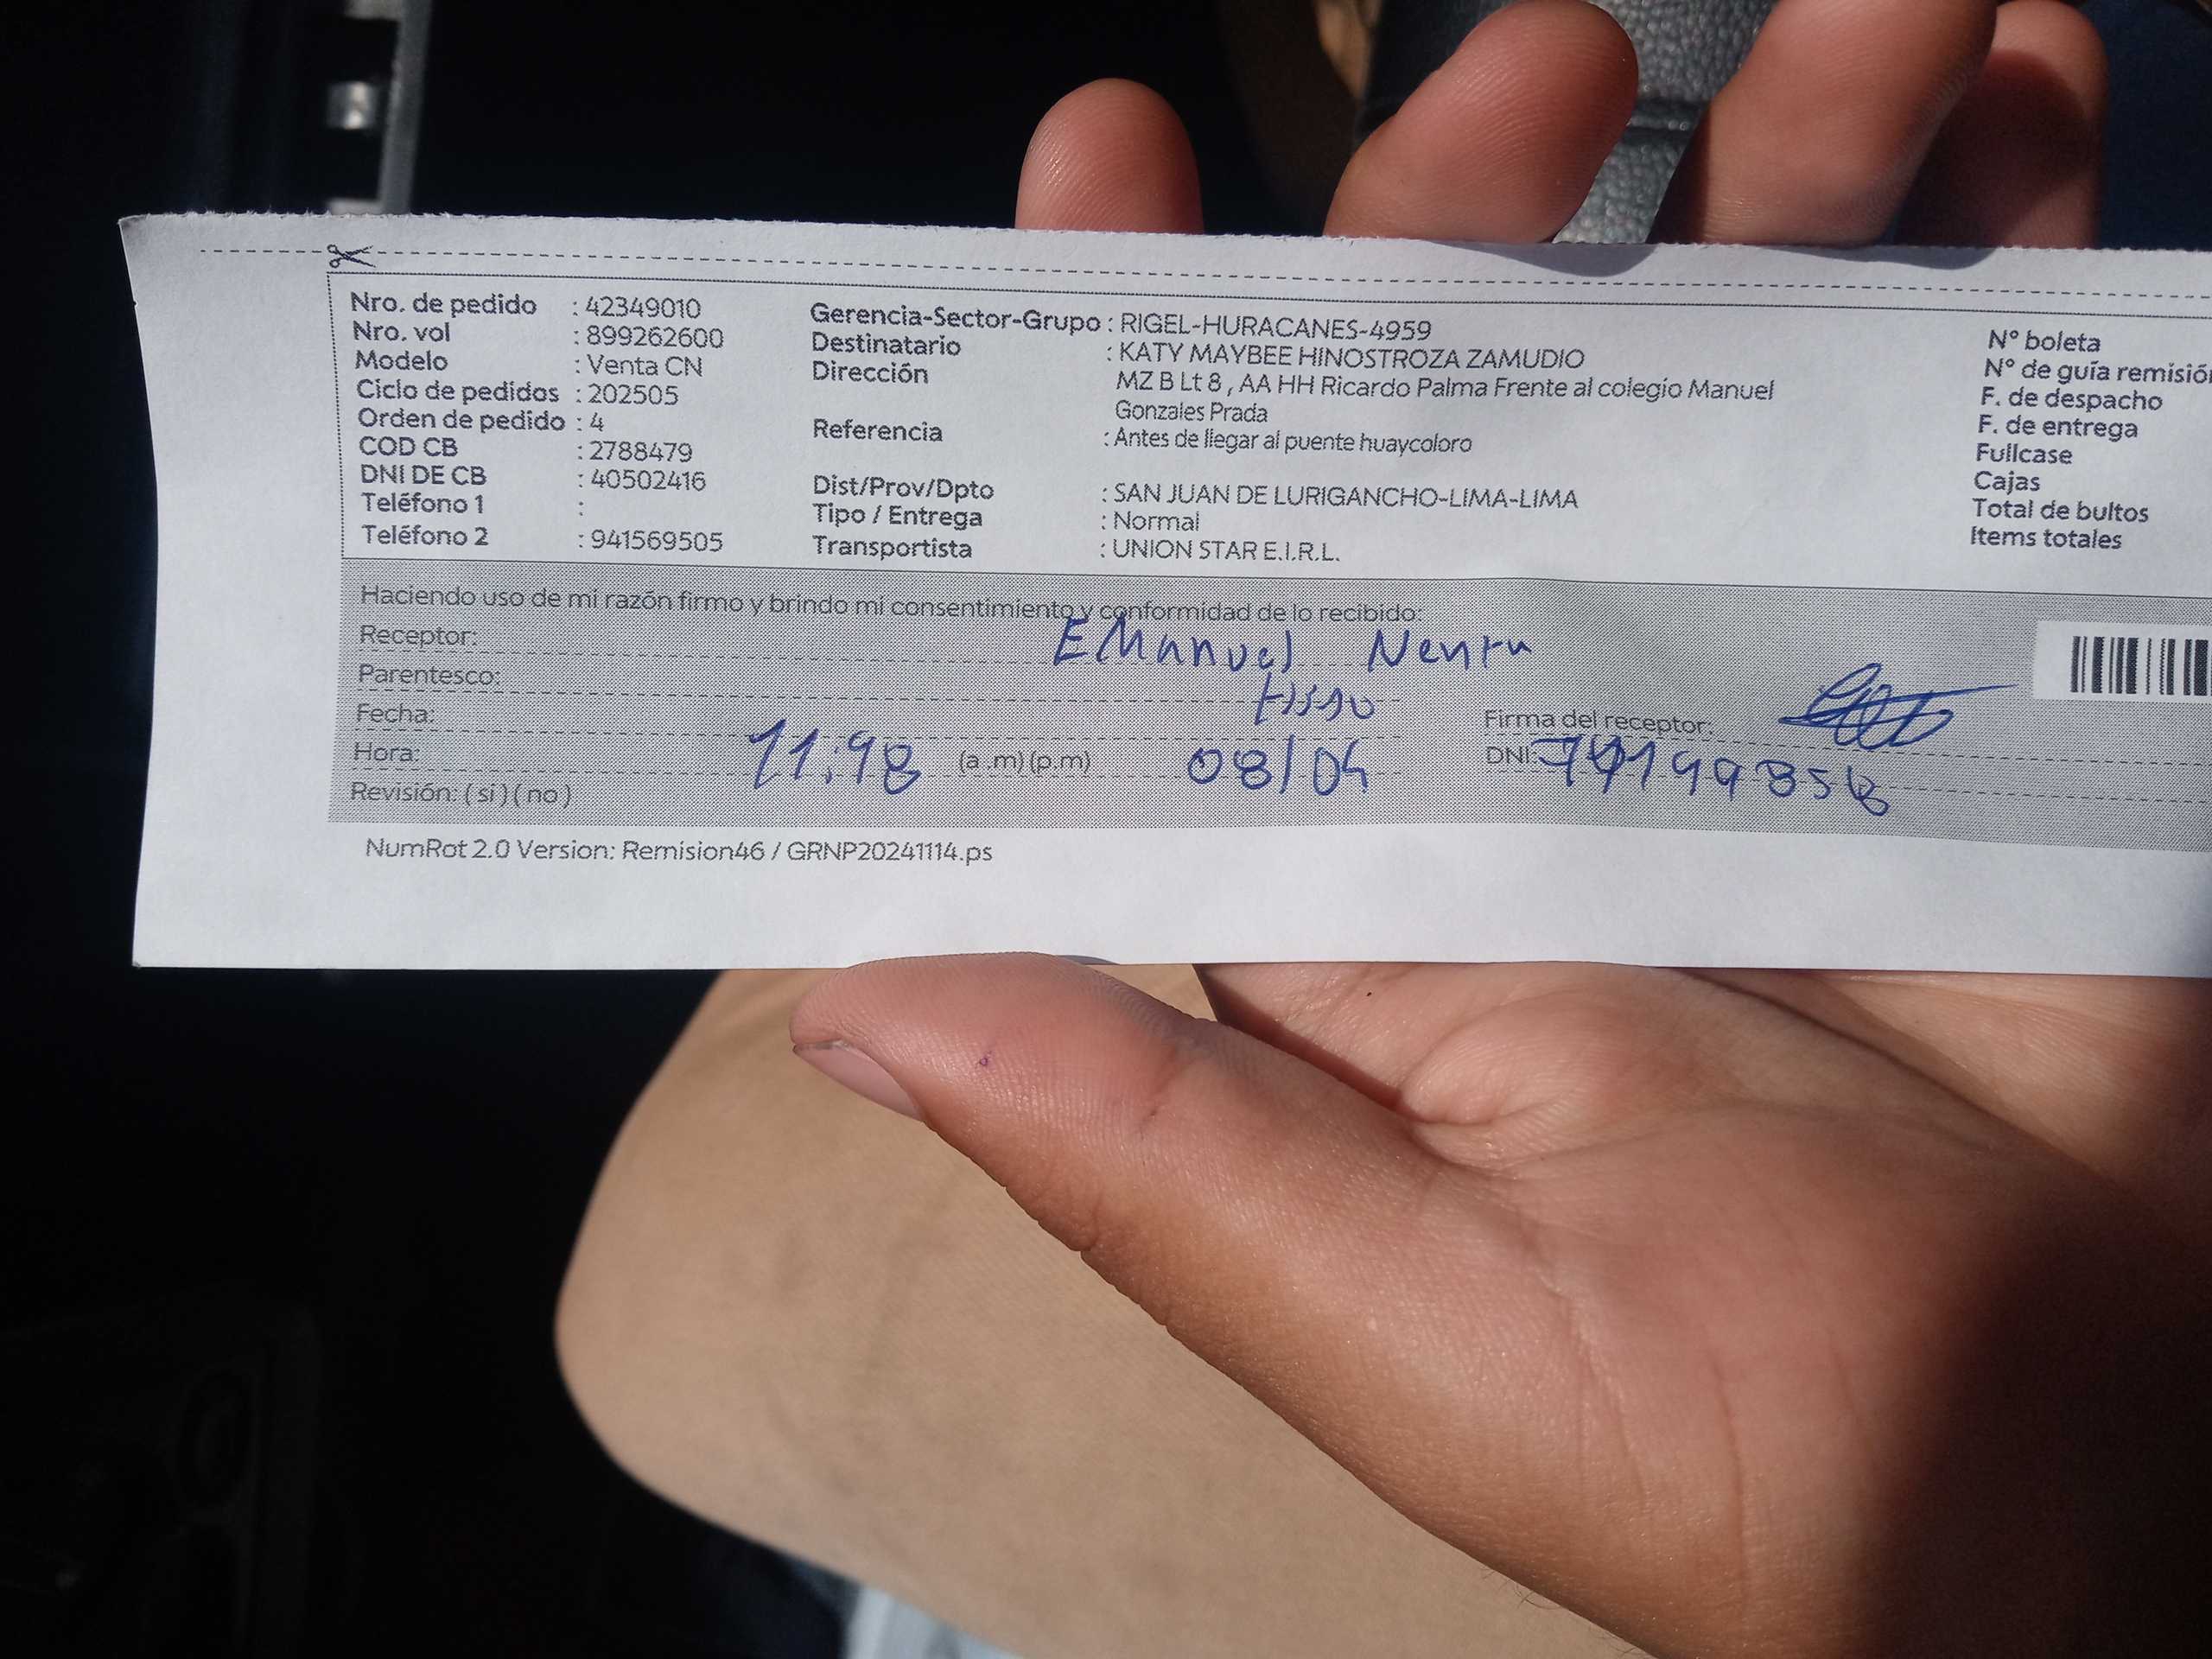 Nro. de pedido : 42349010
Nro. vol : 899262600
Modelo : Venta CN
Ciclo de pedidos : 202505
Orden de pedido : 4
COD CB : 2788479
DNI DE CB : 40502416
Teléfono 1 :
Teléfono 2 : 941569505
Gerencia-Sector-Grupo : RIGEL-HURACANES-4959
Destinatario : KATY MAYBEE HINOSTROZA ZAMUDIO
Dirección MZ B Lt 8 , AA HH Ricardo Palma Frente al colegio Manuel
Gonzales Prada
Referencia : Antes de llegar al puente huaycoloro
Dist/Prov/Dpto : SAN JUAN DE LURIGANCHO-LIMA-LIMA
Tipo / Entrega : Normal
Transportista : UNION STAR E.I.R.L.
N° boleta
N° de guía remisión
F. de despacho
F. de entrega
Fullcase
Cajas
Total de bultos
Items totales
Haciendo uso de mi razón firmo y brindo mi consentimiento y conformidad de lo recibido:
Receptor: EManuel
Parentesco:
Fecha:
Firma del receptor:
Hora: 11:48 (a .m) (p.m) 08/04
DNI:
Revisión: ( si ) ( no )
NumRot 2.0 Version: Remision46 / GRNP20241114.ps